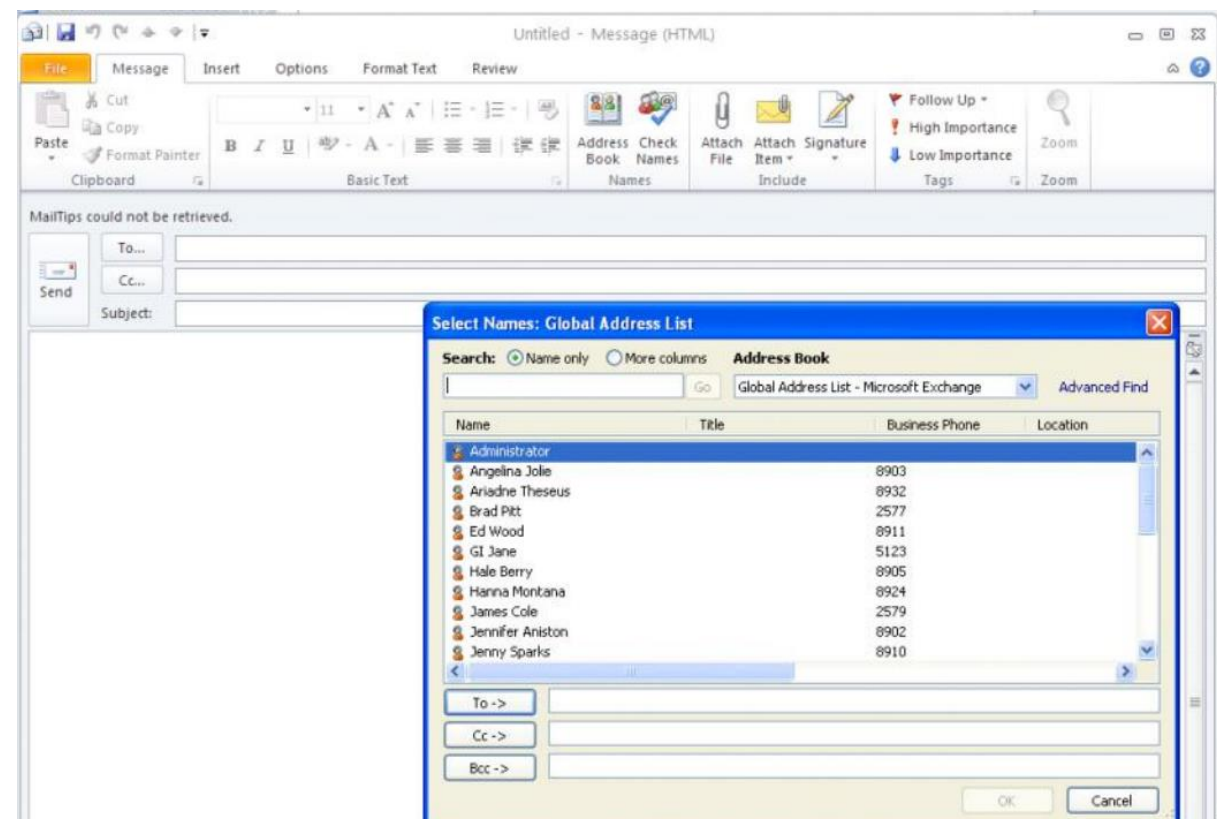 Untitled - Message (HTML)
File Message Insert Options Format Text Review
Paste
Cut
Copy
Format Painter
Clipboard
11 A A
B I U A
Basic Text
Address Book
Check Names
Names
Attach File
Attach Item
Signature
Include
Follow Up
High Importance
Low Importance
Tags
Zoom
Zoom
MailTips could not be retrieved.
Send
To...
Cc...
Subject:
Select Names: Global Address List
Search: Name only More columns Address Book
Go Global Address List - Microsoft Exchange Advanced Find
Name Title Business Phone Location
Administrator
Angelina Jolie 8903
Ariadne Theseus 8932
Brad Pitt 2577
Ed Wood 8911
GI Jane 5123
Hale Berry 8905
Hanna Montana 8924
James Cole 2579
Jennifer Aniston 8902
Jenny Sparks 8910
To ->
Cc ->
Bcc ->
OK Cancel